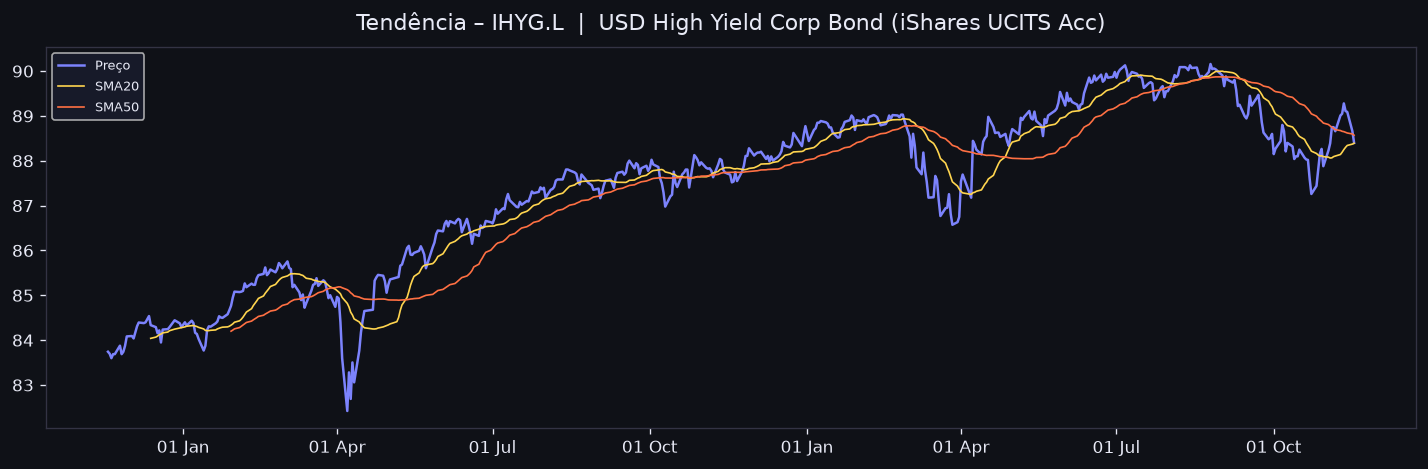 Tendência – IHYG.L | USD High Yield Corp Bond (iShares UCITS Acc)
Preço
SMA20
SMA50
90
89
88
87
86
85
84
83
01 Jan 01 Apr 01 Jul 01 Oct 01 Jan 01 Apr 01 Jul 01 Oct